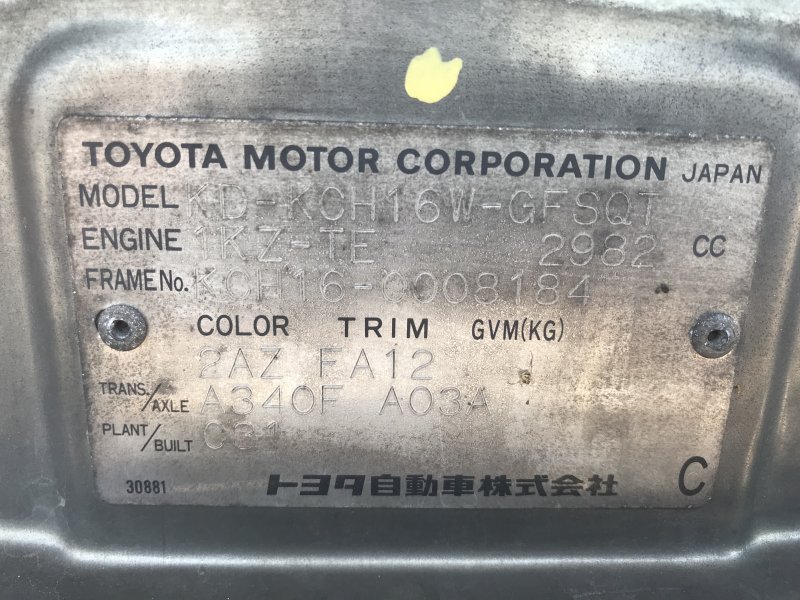 TOYOTA MOTOR CORPORATION JAPAN
MODEL KD-KCH16W-GFSQT
ENGINE 1KZ-TE 2982 CC
FRAME No. KCH16-0008184
COLOR TRIM GVM(KG)
2AZ FA12
TRANS./AXLE A340F A03A
PLANT/BUILT C31
30881 トヨタ自動車株式会社 C